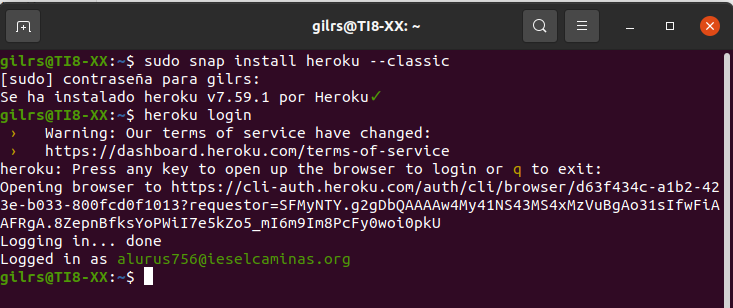 gilrs@TI8-XX: ~
gilrs@TI8-XX:~$ sudo snap install heroku --classic
[sudo] contraseña para gilrs:
Se ha instalado heroku v7.59.1 por Heroku✓
gilrs@TI8-XX:~$ heroku login
›   Warning: Our terms of service have changed:
›   https://dashboard.heroku.com/terms-of-service
heroku: Press any key to open up the browser to login or q to exit:
Opening browser to https://cli-auth.heroku.com/auth/cli/browser/d63f434c-a1b2-42
3e-b033-800fcd0f1013?requestor=SFMyNTY.g2gDbQAAAAw4My41NS43MS4xMzVuBgAo31sIfwFiA
AFRgA.8ZepnBfksYoPWiI7e5kZo5_mI6m9Im8PcFy0woi0pkU
Logging in... done
Logged in as alurus756@ieselcaminas.org
gilrs@TI8-XX:~$